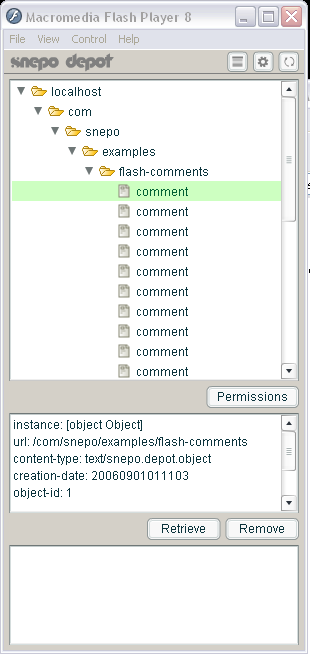 Macromedia Flash Player 8
File View Control Help
snepo depot
localhost
com
snepo
examples
flash-comments
comment
comment
comment
comment
comment
comment
comment
comment
comment
comment
Permissions
instance: [object Object]
url: /com/snepo/examples/flash-comments
content-type: text/snepo.depot.object
creation-date: 20060901011103
object-id: 1
Retrieve Remove